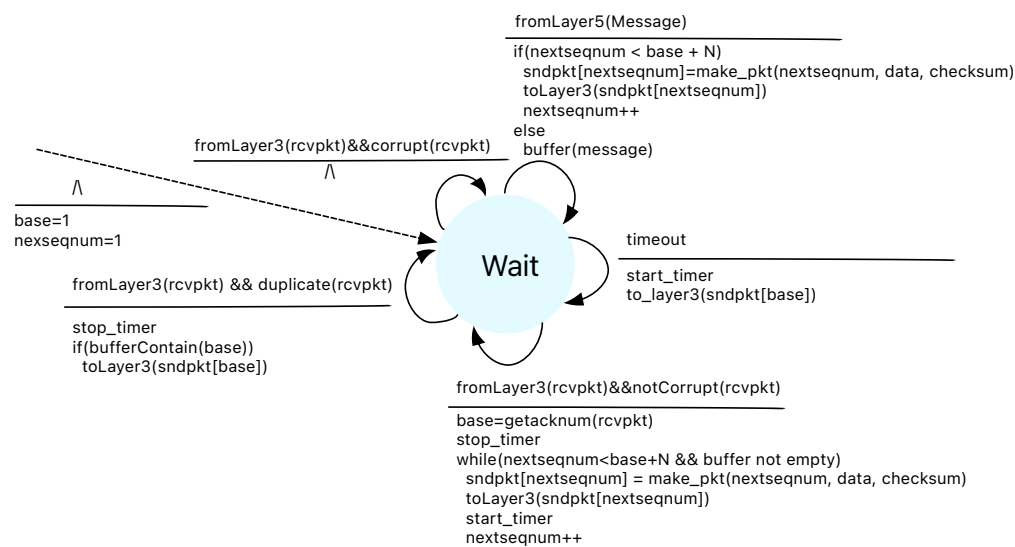 fromLayer5(Message)
if(nextseqnum < base + N)
sndpkt[nextseqnum]=make_pkt(nextseqnum, data, checksum)
toLayer3(sndpkt[nextseqnum])
nextseqnum++
else
buffer(message)
fromLayer3(rcvpkt)&&corrupt(rcvpkt)
/\
/\
base=1
nexseqnum=1
Wait
timeout
start_timer
to_layer3(sndpkt[base])
fromLayer3(rcvpkt) && duplicate(rcvpkt)
stop_timer
if(bufferContain(base))
toLayer3(sndpkt[base])
fromLayer3(rcvpkt)&&notCorrupt(rcvpkt)
base=getacknum(rcvpkt)
stop_timer
while(nextseqnum<base+N && buffer not empty)
sndpkt[nextseqnum] = make_pkt(nextseqnum, data, checksum)
toLayer3(sndpkt[nextseqnum])
start_timer
nextseqnum++